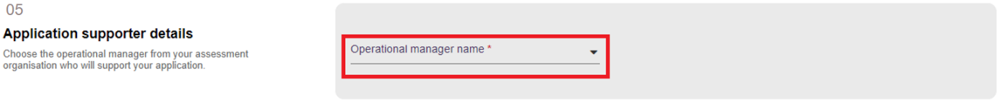 05
Application supporter details
Choose the operational manager from your assessment
organisation who will support your application.
Operational manager name *